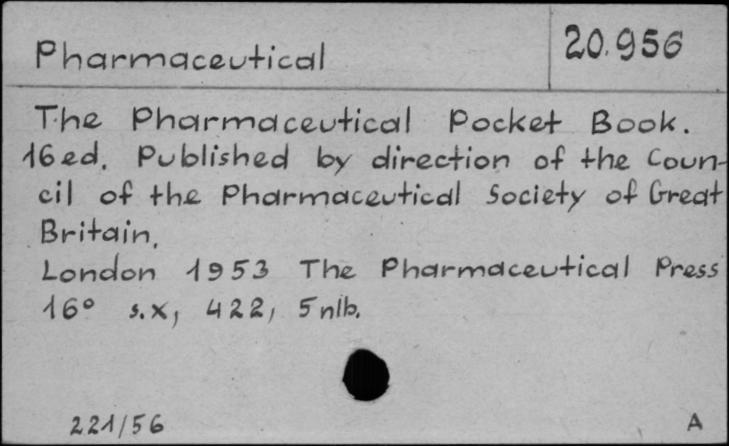 Pharmaceutical
20.956
The Pharmaceutical Pocket Book.
16ed. Published by direction of the Coun-
cil of the Pharmaceutical Society of Great
Britain.
London 1953 The Pharmaceutical Press
16° s.x, 422, 5nlb.
221/56
A